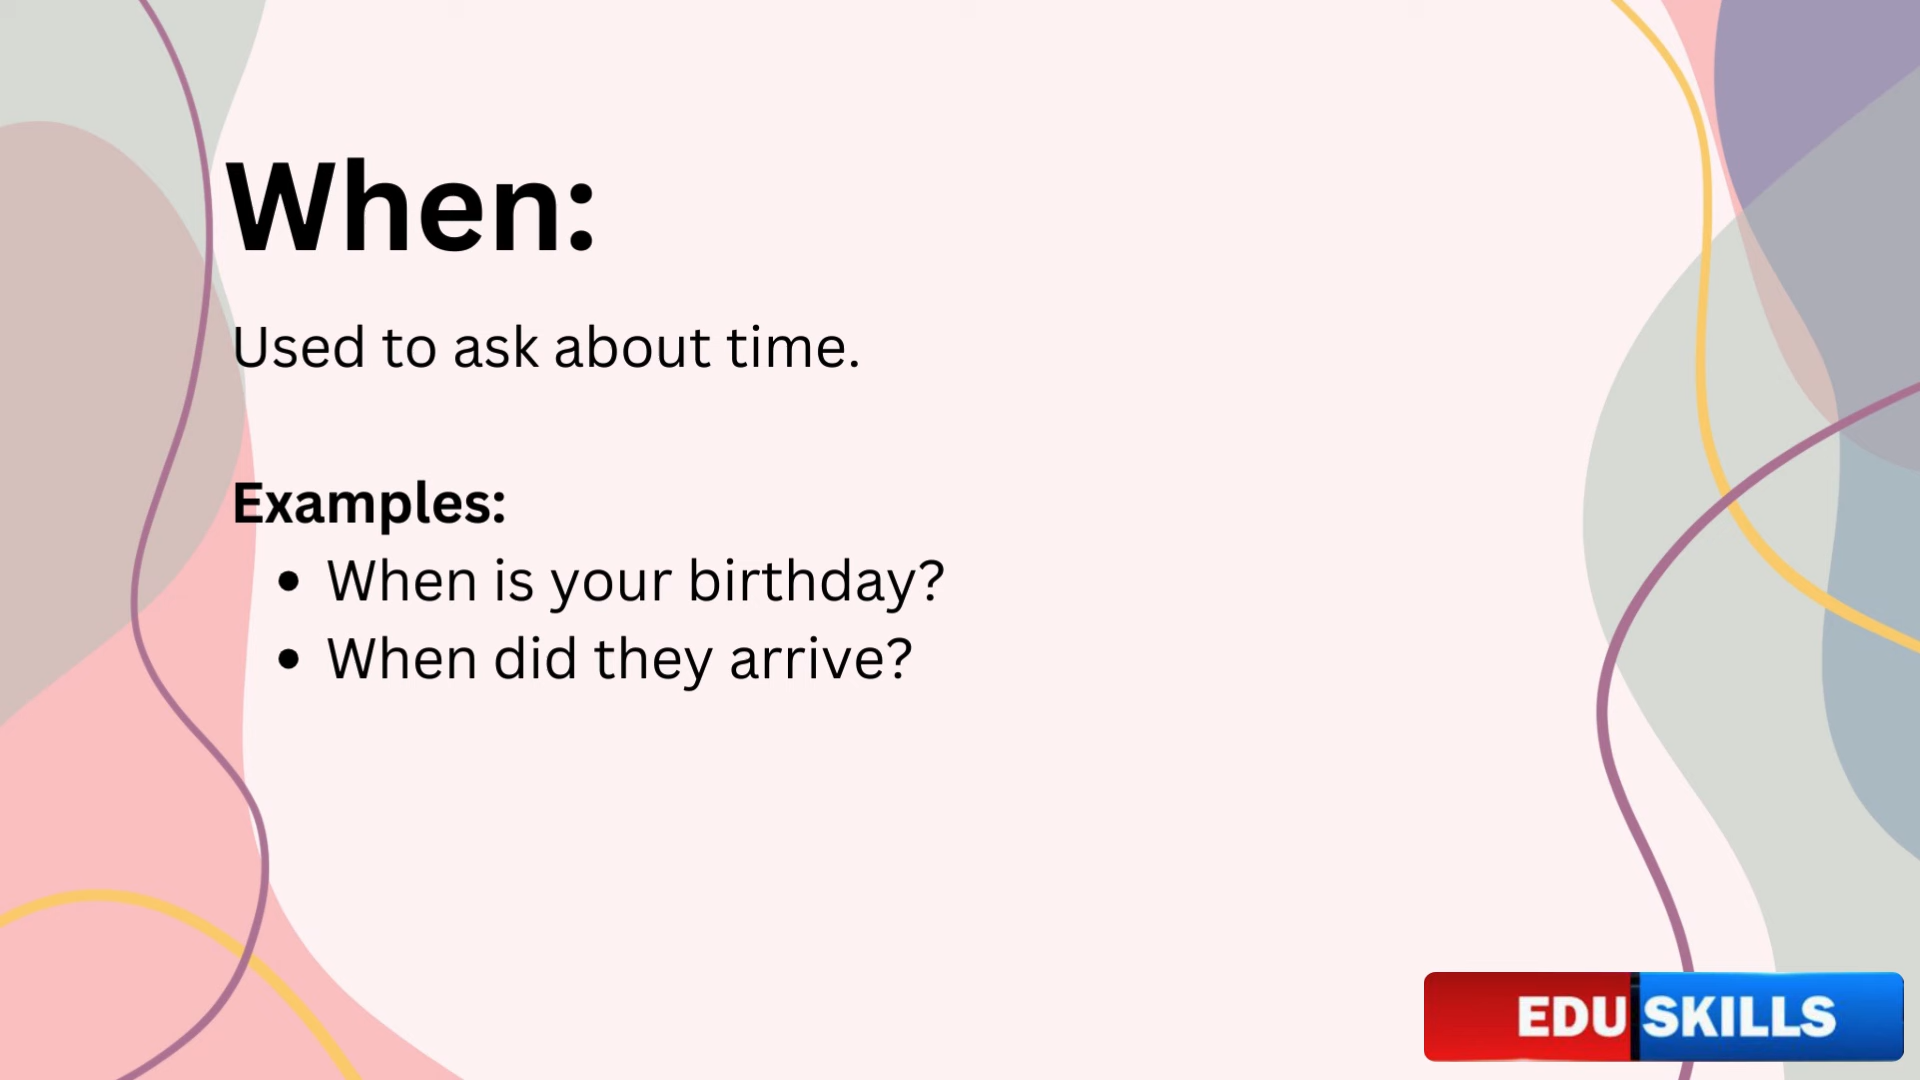 When:
Used to ask about time.
Examples:
• When is your birthday?
• When did they arrive?
EDU SKILLS